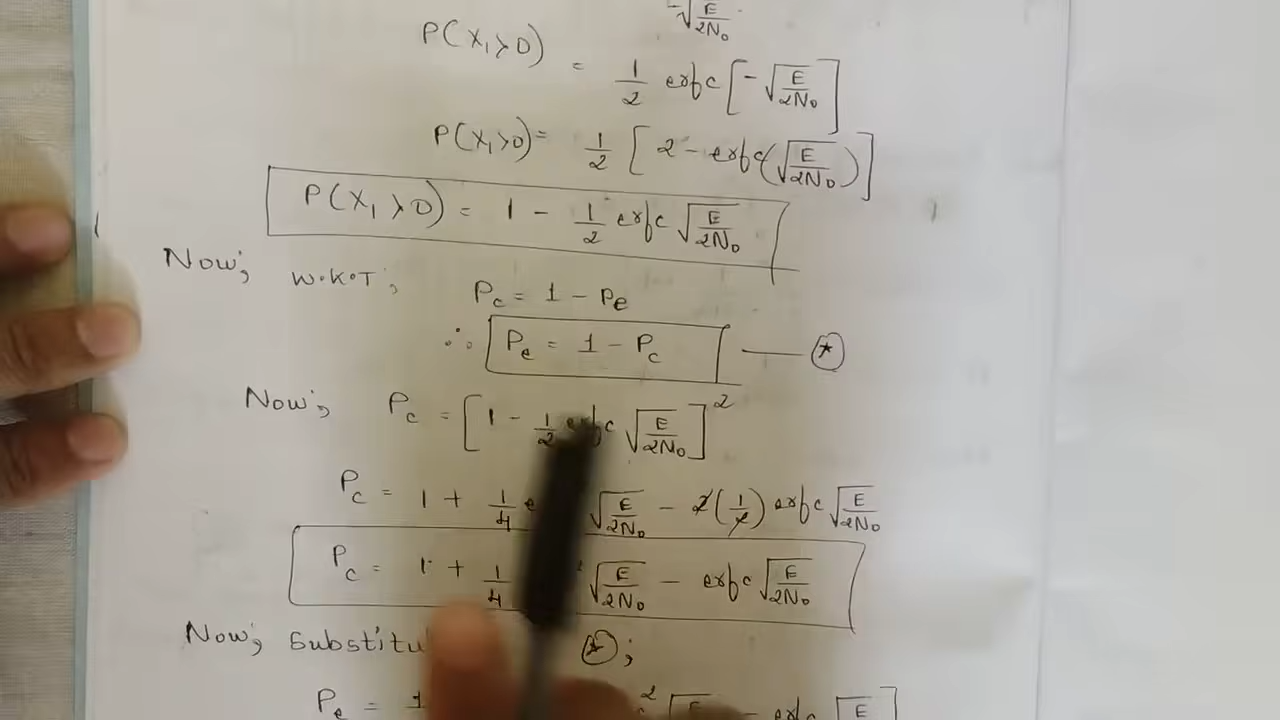 -√E/2N₀
P(X₁>0) = 1/2 erfc [-√E/2N₀]
P(X₁>0) = 1/2 [2 - erfc(√E/2N₀)]
P(X₁>0) = 1 - 1/2 erfc √E/2N₀
Now; W.K.T;
P_c = 1 - P_e
∴ P_e = 1 - P_c —— ⊛
Now; P_c = [1 - 1/2 erfc √E/2N₀]²
P_c = 1 + 1/4 √E/2N₀ - 2(1/2) erfc √E/2N₀
P_c = 1 + 1/4 √E/2N₀ - erfc √E/2N₀
Now; ⊛;
P_e = 1